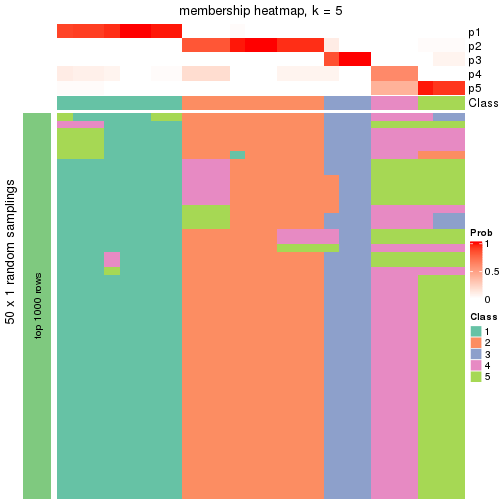 membership heatmap, k = 5
p1
p2
p3
p4
p5
Class
50 x 1 random samplings
top 1000 rows
Prob
1
0.5
0
Class
1
2
3
4
5